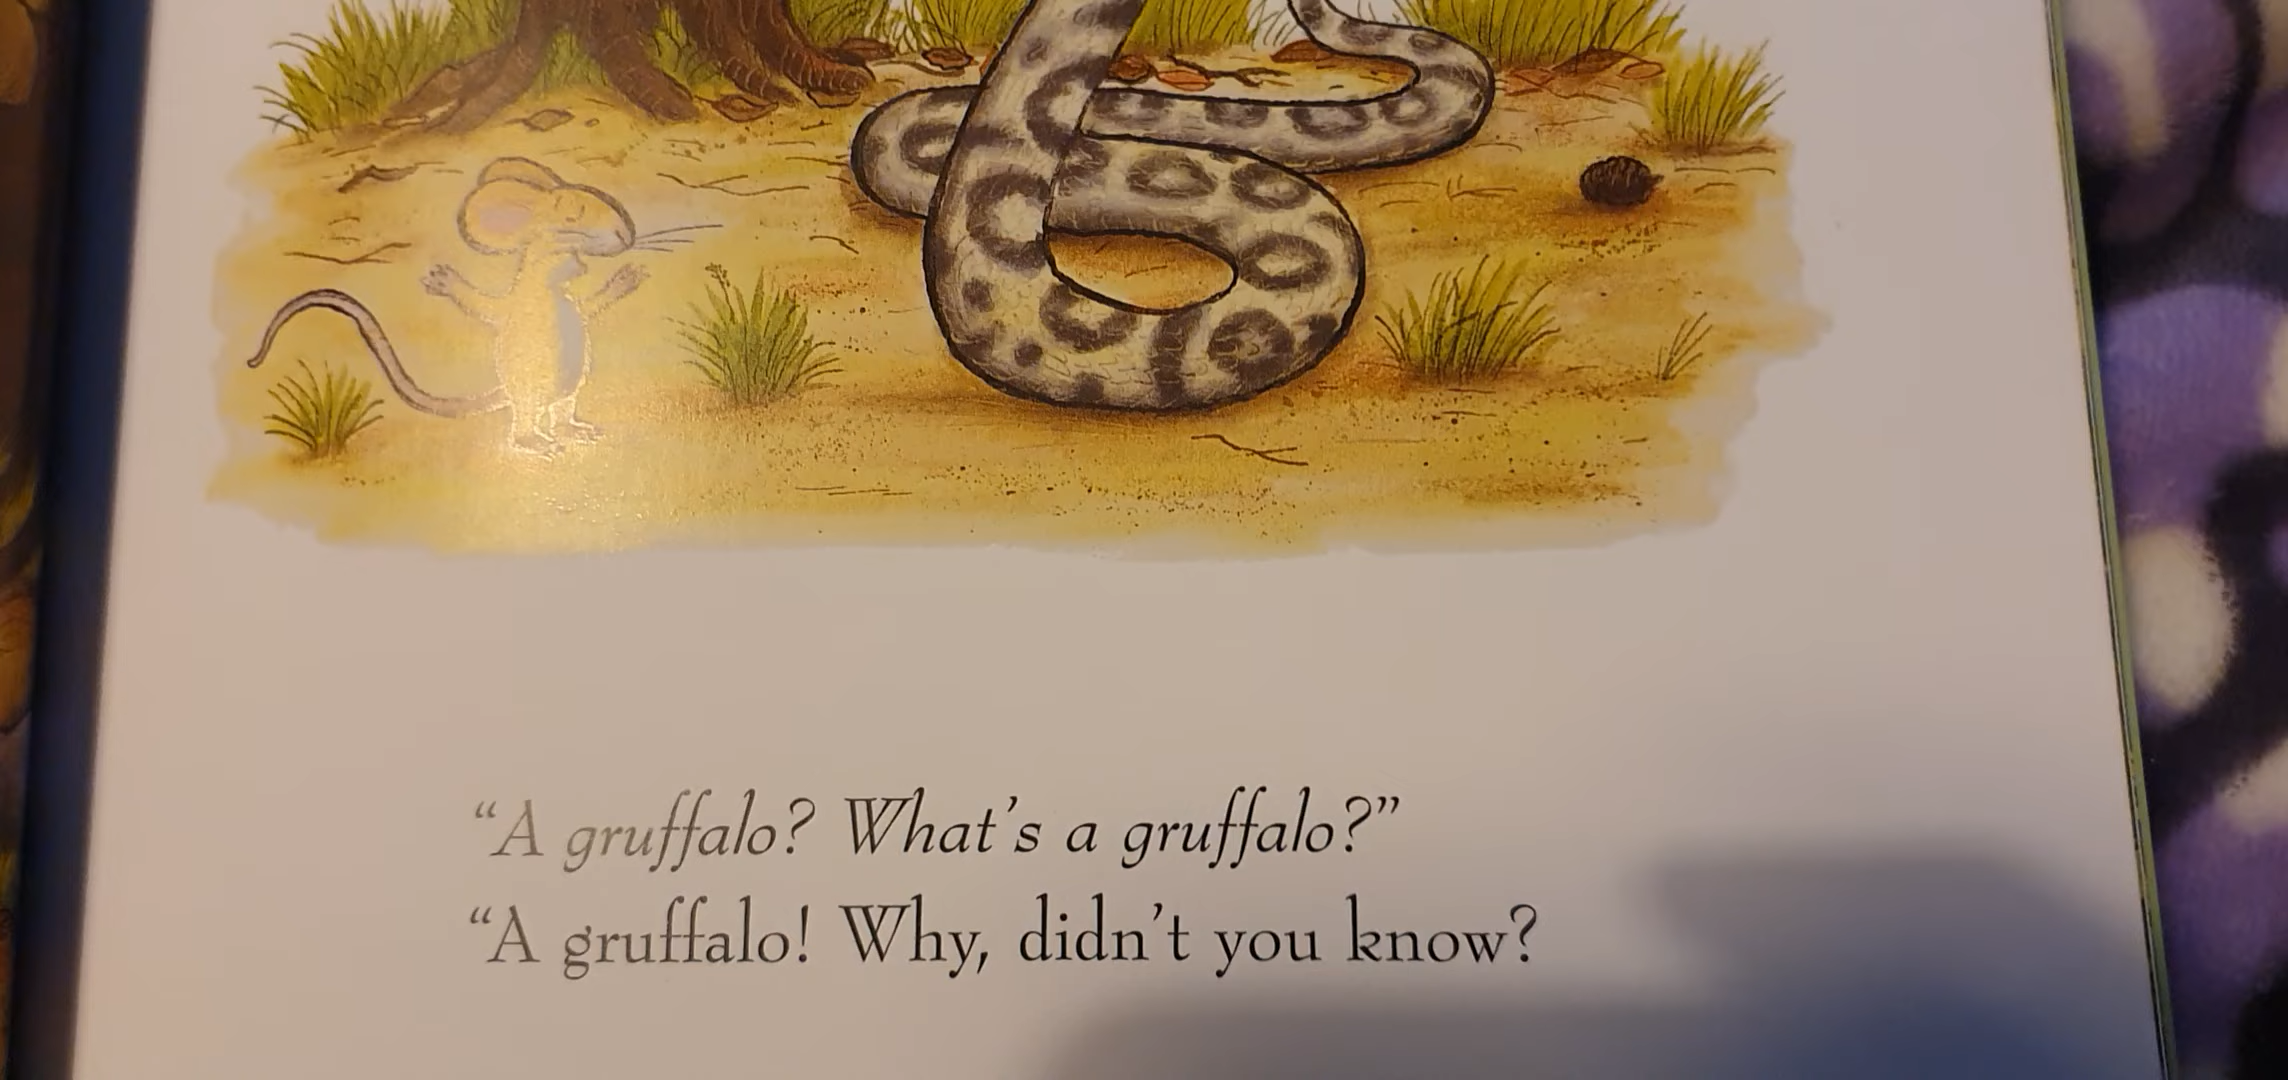 “A gruffalo? What’s a gruffalo?”
“A gruffalo! Why, didn’t you know?